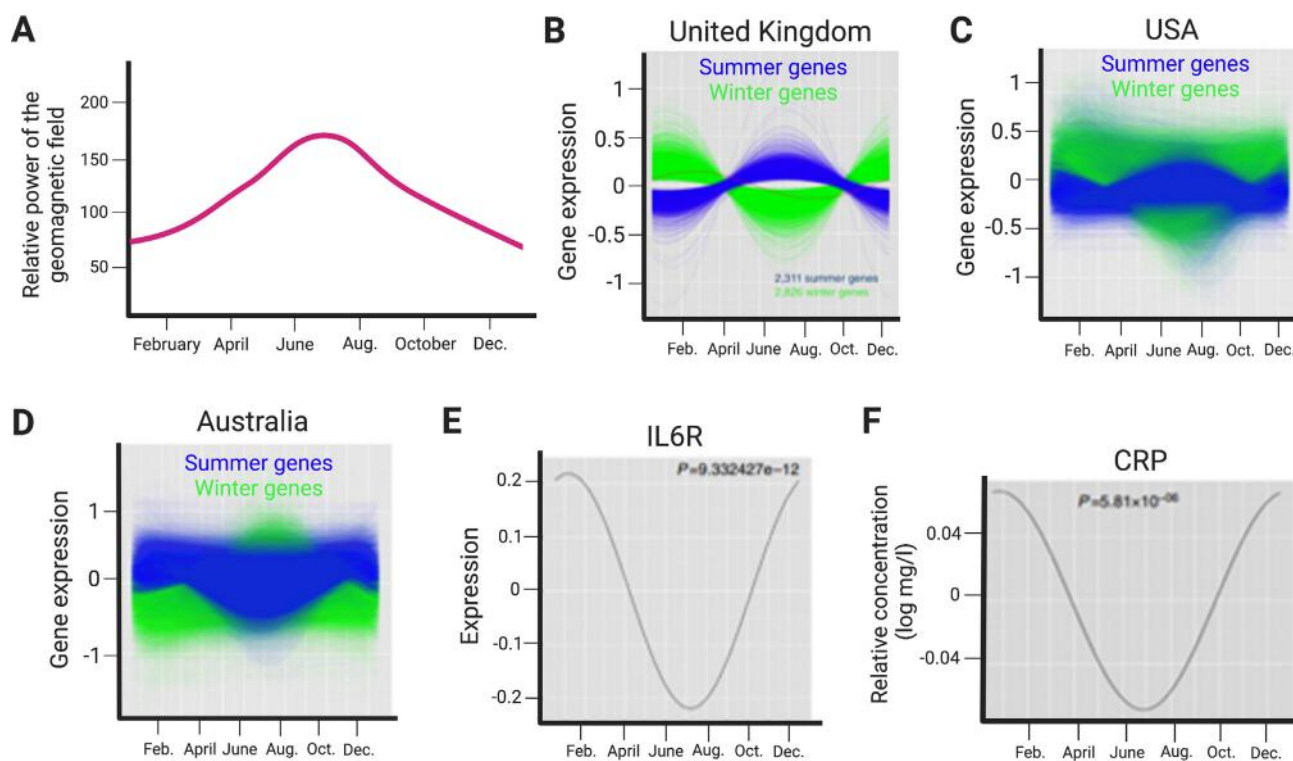 A
Relative power of the
geomagnetic field
200
150
100
50
February April June Aug. October Dec.
B
United Kingdom
Summer genes
Winter genes
Gene expression
1
0.5
0
-0.5
-1
2,311 summer genes
2,826 winter genes
Feb. April June Aug. Oct. Dec.
C
USA
Summer genes
Winter genes
Gene expression
1
0.5
0
-0.5
-1
Feb. April June Aug. Oct. Dec.
D
Australia
Summer genes
Winter genes
Gene expression
1
0
-1
Feb. April June Aug. Oct. Dec.
E
IL6R
P=9.332427e−12
Expression
0.2
0.1
0
-0.1
-0.2
Feb. April June Aug. Oct. Dec.
F
CRP
P=5.81×10⁻⁰⁶
Relative concentration
(log mg/l)
0.04
0
-0.04
Feb. April June Aug. Oct. Dec.